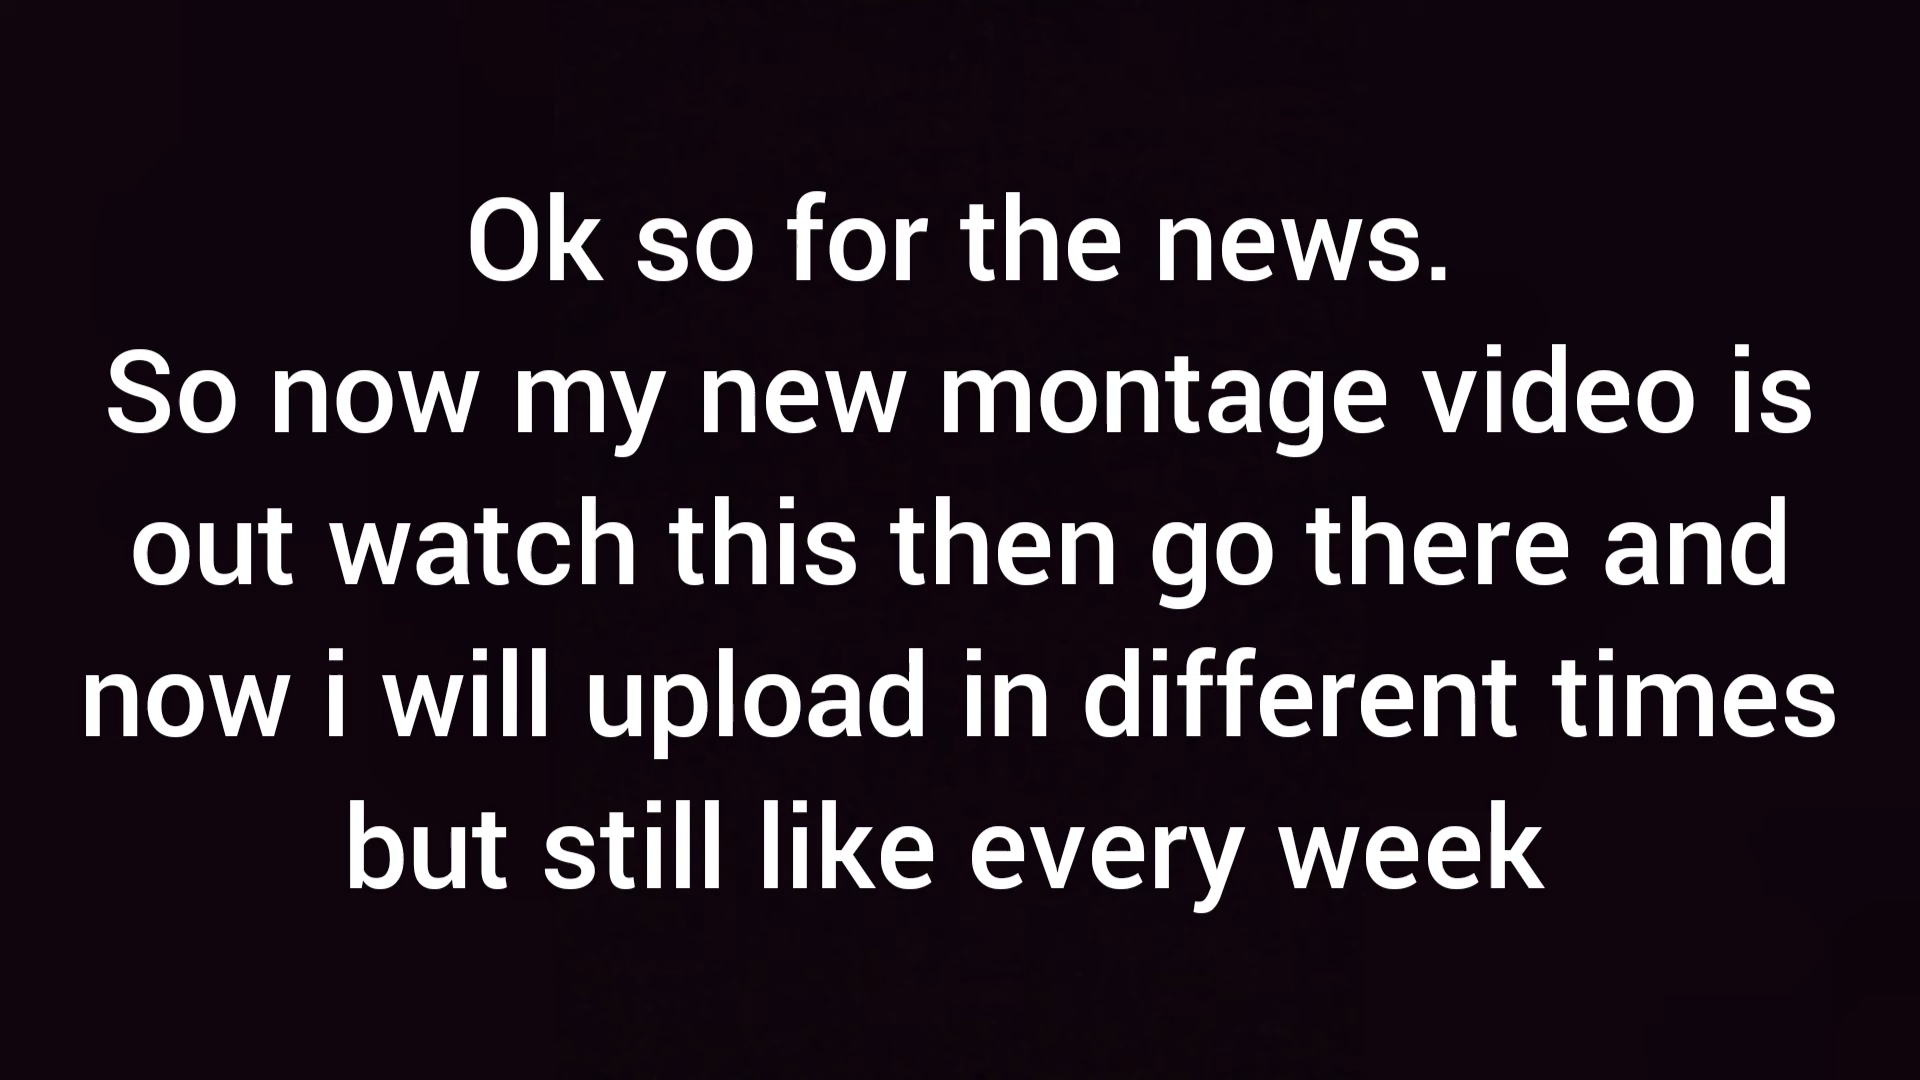 Ok so for the news.
So now my new montage video is
out watch this then go there and
now i will upload in different times
but still like every week